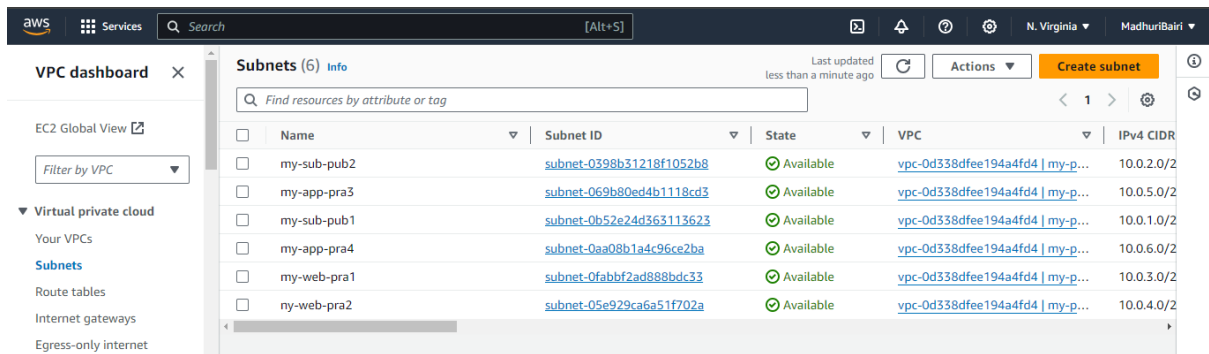 aws Services Search [Alt+S] N. Virginia MadhuriBairi
VPC dashboard
EC2 Global View
Filter by VPC
Virtual private cloud
Your VPCs
Subnets
Route tables
Internet gateways
Egress-only internet
Subnets (6) Info
Last updated
less than a minute ago
Actions
Create subnet
Find resources by attribute or tag
1
Name Subnet ID State VPC IPv4 CIDR
my-sub-pub2 subnet-0398b31218f1052b8 Available vpc-0d338dfee194a4fd4 | my-p... 10.0.2.0/2
my-app-pra3 subnet-069b80ed4b1118cd3 Available vpc-0d338dfee194a4fd4 | my-p... 10.0.5.0/2
my-sub-pub1 subnet-0b52e24d363113623 Available vpc-0d338dfee194a4fd4 | my-p... 10.0.1.0/2
my-app-pra4 subnet-0aa08b1a4c96ce2ba Available vpc-0d338dfee194a4fd4 | my-p... 10.0.6.0/2
my-web-pra1 subnet-0fabbf2ad888bdc33 Available vpc-0d338dfee194a4fd4 | my-p... 10.0.3.0/2
ny-web-pra2 subnet-05e929ca6a51f702a Available vpc-0d338dfee194a4fd4 | my-p... 10.0.4.0/2